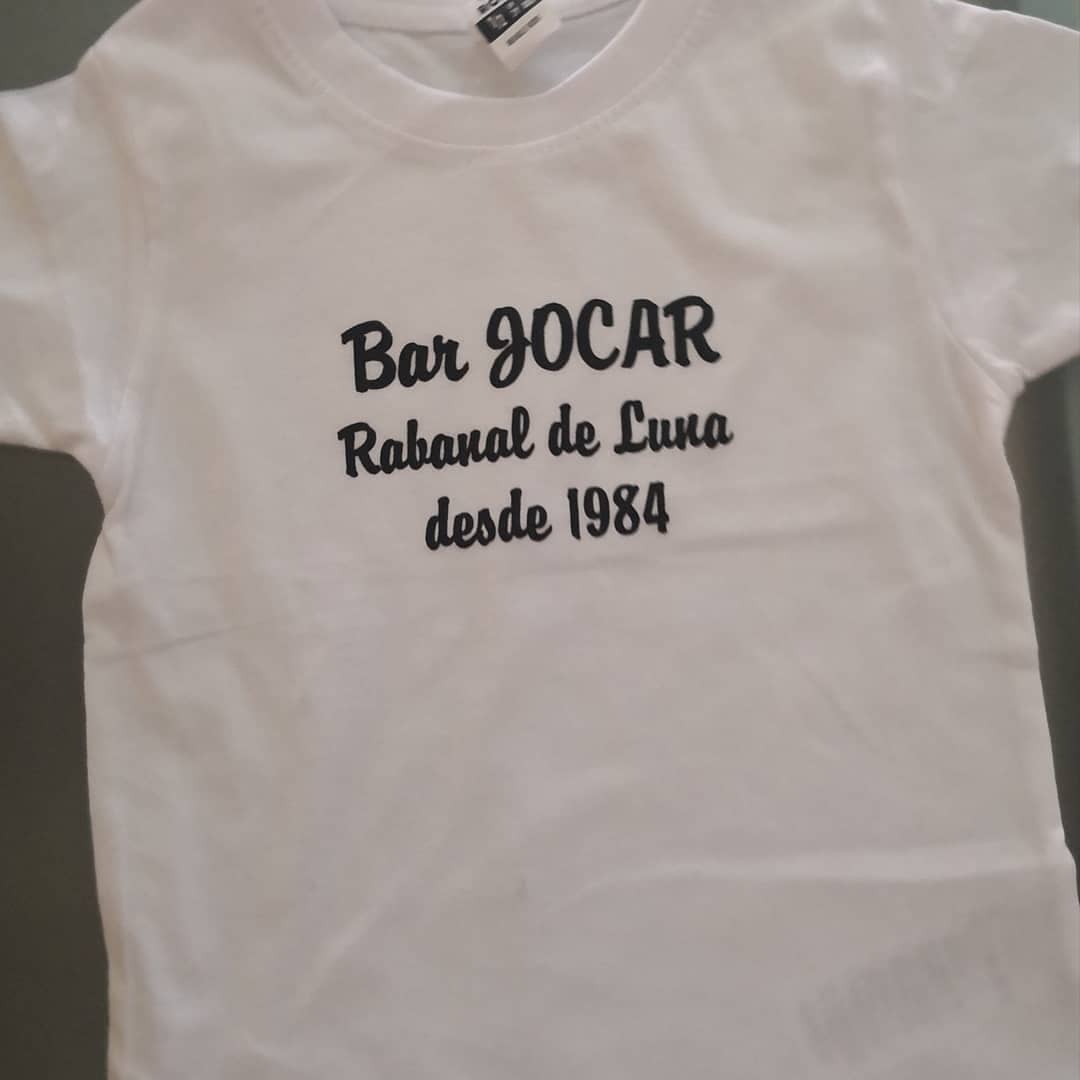 Bar JOCAR
Rabanal de Luna
desde 1984